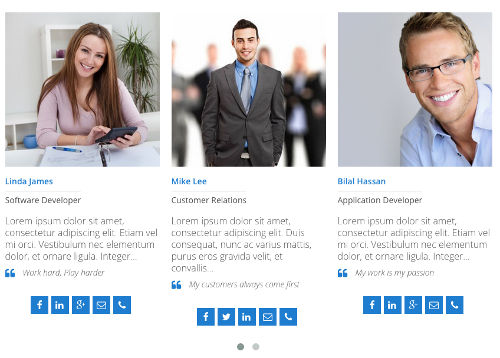 Linda James
Software Developer
Lorem ipsum dolor sit amet,
consectetur adipiscing elit. Etiam vel
mi orci. Vestibulum nec elementum
dolor, et ornare ligula. Integer...
Work hard, Play harder
Mike Lee
Customer Relations
Lorem ipsum dolor sit amet,
consectetur adipiscing elit. Duis
consequat, nunc ac varius mattis,
purus eros gravida velit, et
convallis...
My customers always come first
Bilal Hassan
Application Developer
Lorem ipsum dolor sit amet,
consectetur adipiscing elit. Etiam vel
mi orci. Vestibulum nec elementum
dolor, et ornare ligula. Integer...
My work is my passion